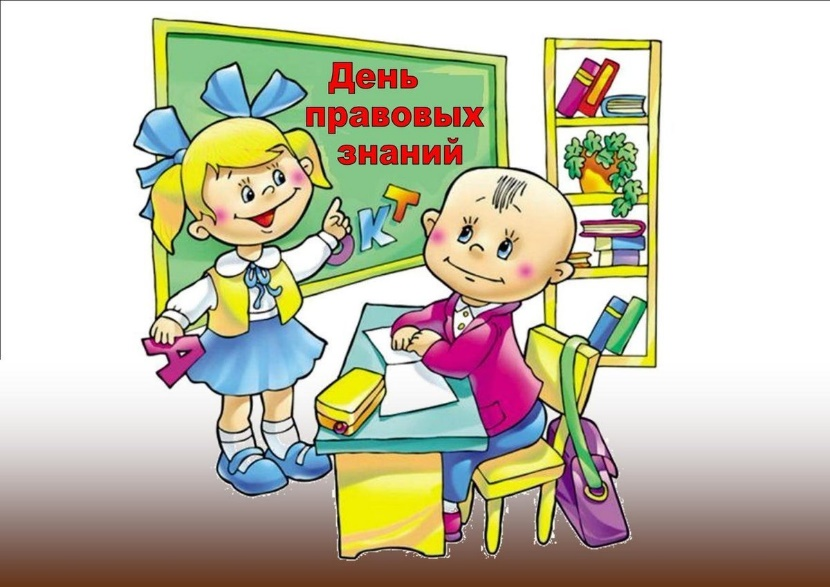 День
правовых
знаний
О К Т
А